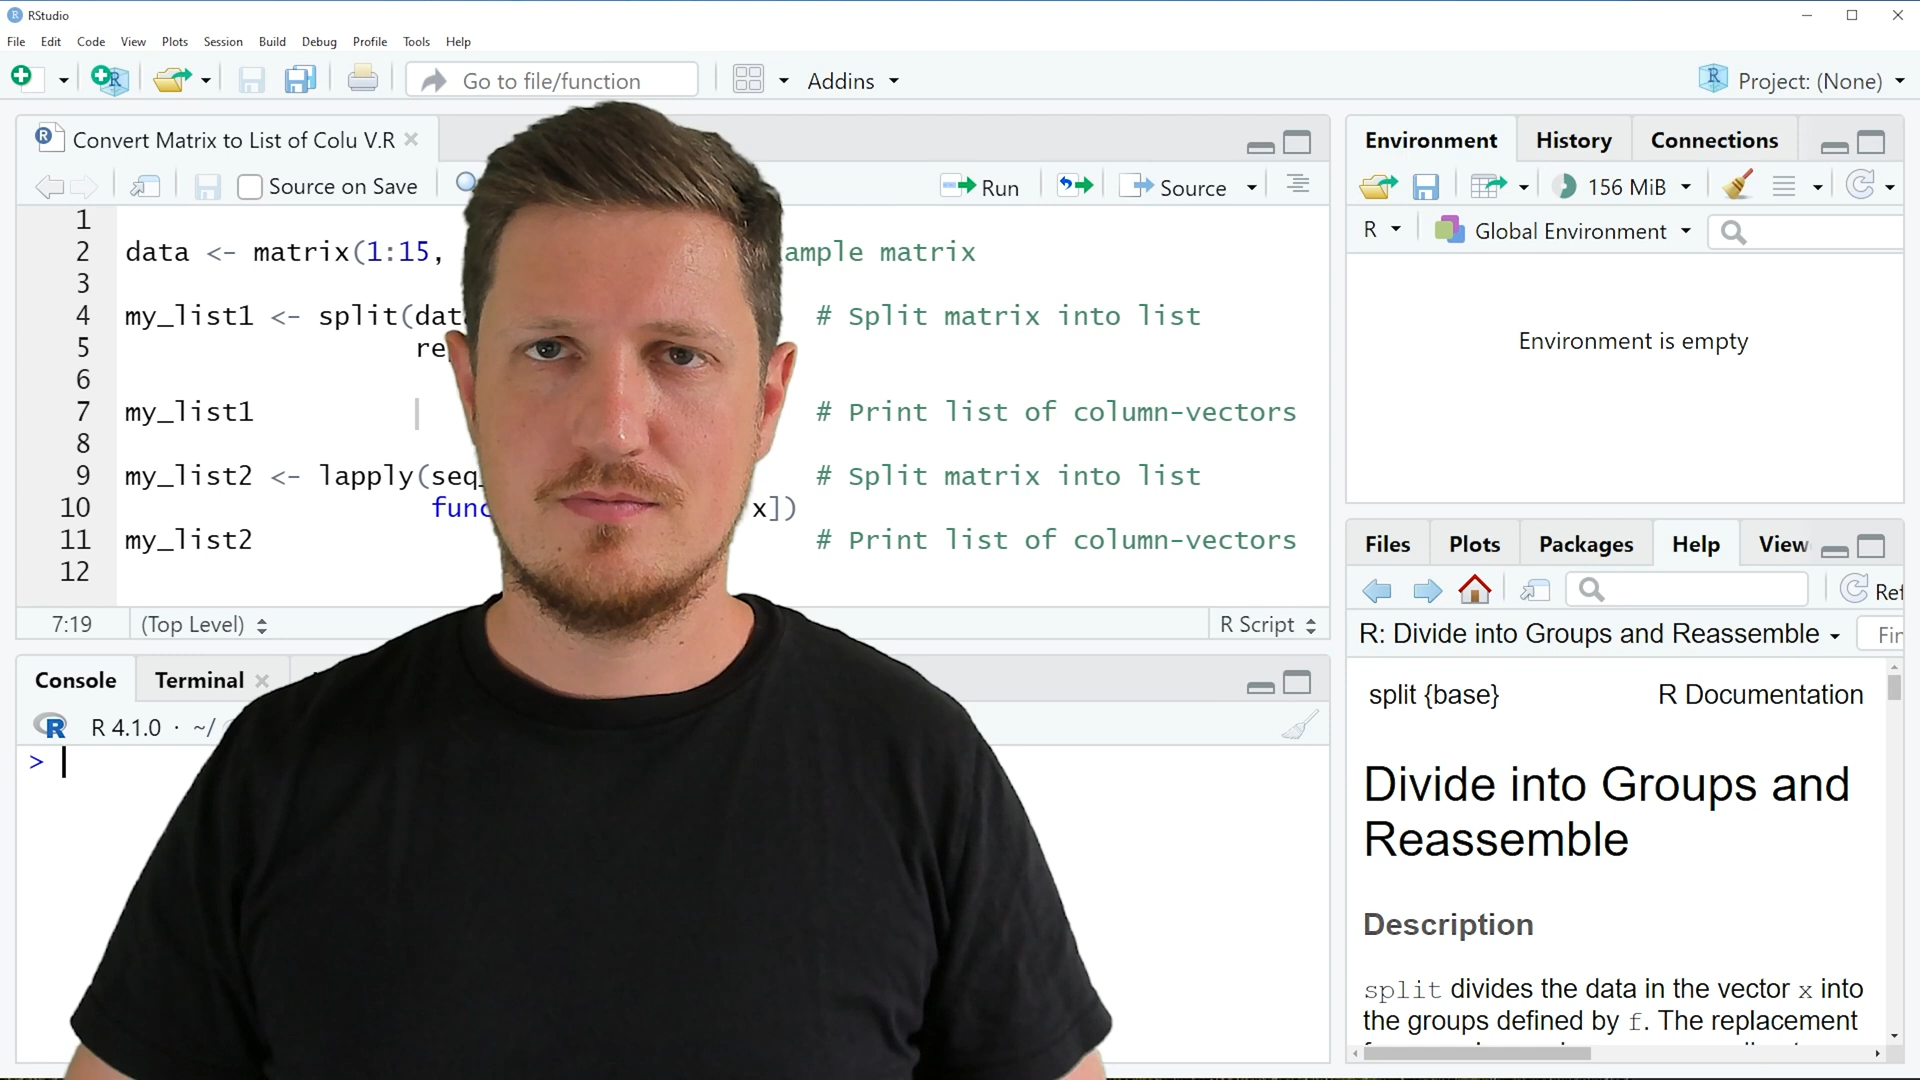 RStudio
File Edit Code View Plots Session Build Debug Profile Tools Help
Go to file/function
Addins
Project: (None)
Convert Matrix to List of Colu V.R
Source on Save
Run
Source
1
2 data <- matrix(1:15, ample matrix
3
4 my_list1 <- split( # Split matrix into list
5 re
6
7 my_list1 # Print list of column-vectors
8
9 my_list2 <- lapply(seq_ # Split matrix into list
10 func x])
11 my_list2 # Print list of column-vectors
12
7:19 (Top Level) R Script
Console Terminal
R 4.1.0 · ~/
>
Environment History Connections
156 MiB
R Global Environment
Environment is empty
Files Plots Packages Help View
Ref
R: Divide into Groups and Reassemble Fin
split {base} R Documentation
Divide into Groups and
Reassemble
Description
split divides the data in the vector x into
the groups defined by f. The replacement